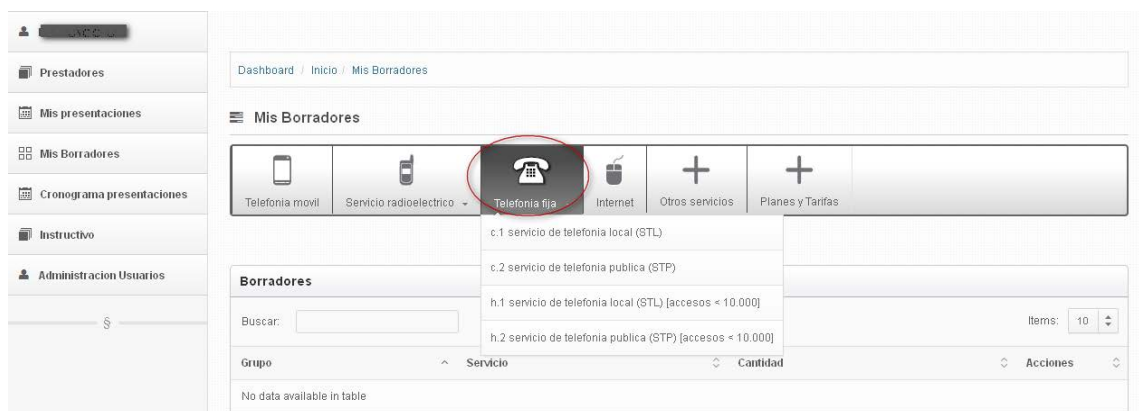 Prestadores
Mis presentaciones
Mis Borradores
Cronograma presentaciones
Instructivo
Administracion Usuarios
§
Dashboard / Inicio / Mis Borradores
Mis Borradores
Telefonia movil
Servicio radioelectrico
Telefonia fija
Internet
Otros servicios
Planes y Tarifas
c.1 servicio de telefonia local (STL)
c.2 servicio de telefonia publica (STP)
h.1 servicio de telefonia local (STL) [accesos < 10.000]
h.2 servicio de telefonia publica (STP) [accesos < 10.000]
Borradores
Buscar:
Items: 10
Grupo Servicio Cantidad Acciones
No data available in table